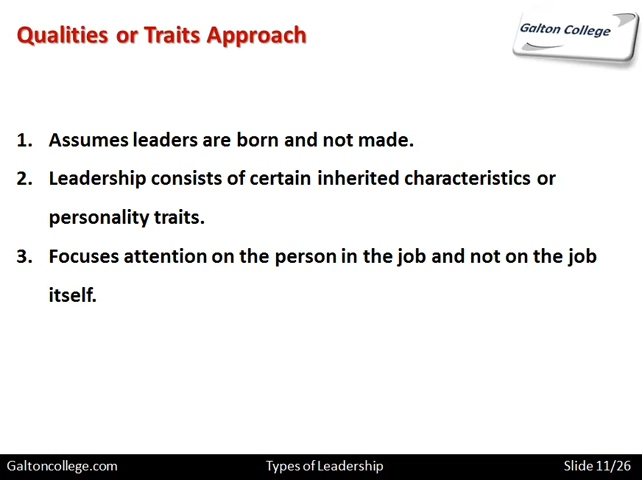 Qualities or Traits Approach
Galton College
1. Assumes leaders are born and not made.
2. Leadership consists of certain inherited characteristics or
personality traits.
3. Focuses attention on the person in the job and not on the job
itself.
Galtoncollege.com
Types of Leadership
Slide 11/26